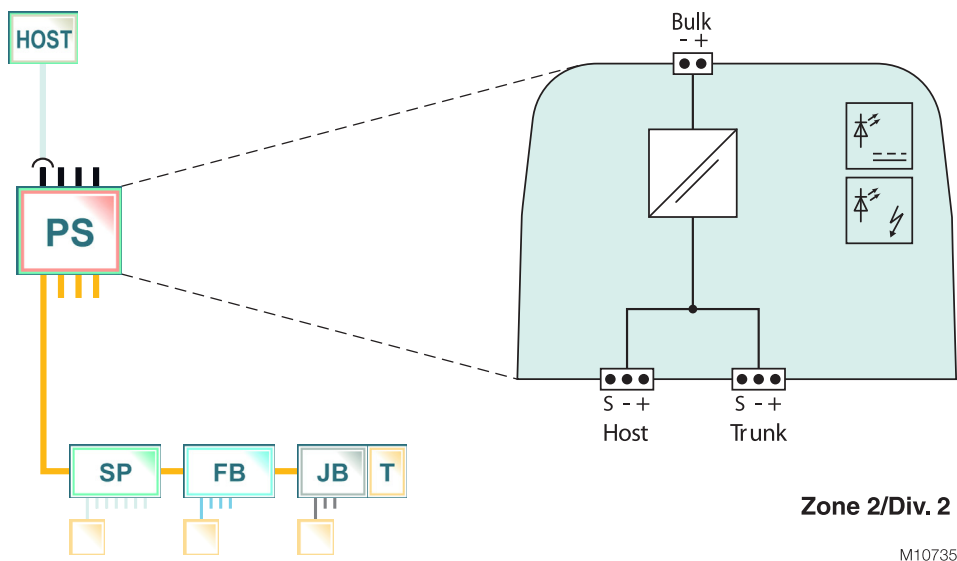 HOST
Bulk
- +
PS
S - +
S - +
Host
Trunk
SP
FB
JB
T
Zone 2/Div. 2
M10735